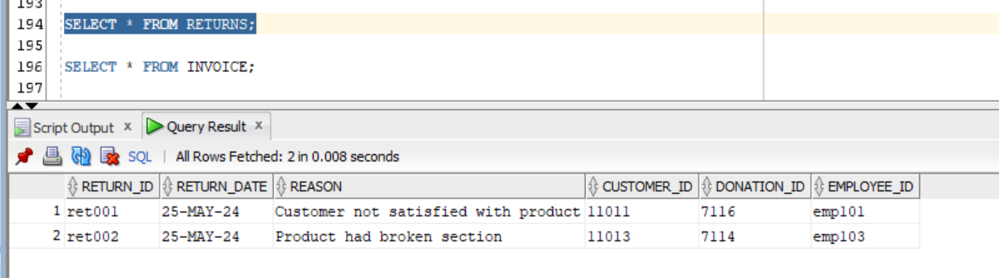 193
194 SELECT * FROM RETURNS;
195
196 SELECT * FROM INVOICE;
197
Script Output x Query Result x
SQL | All Rows Fetched: 2 in 0.008 seconds
RETURN_ID RETURN_DATE REASON CUSTOMER_ID DONATION_ID EMPLOYEE_ID
1 ret001 25-MAY-24 Customer not satisfied with product 11011 7116 emp101
2 ret002 25-MAY-24 Product had broken section 11013 7114 emp103